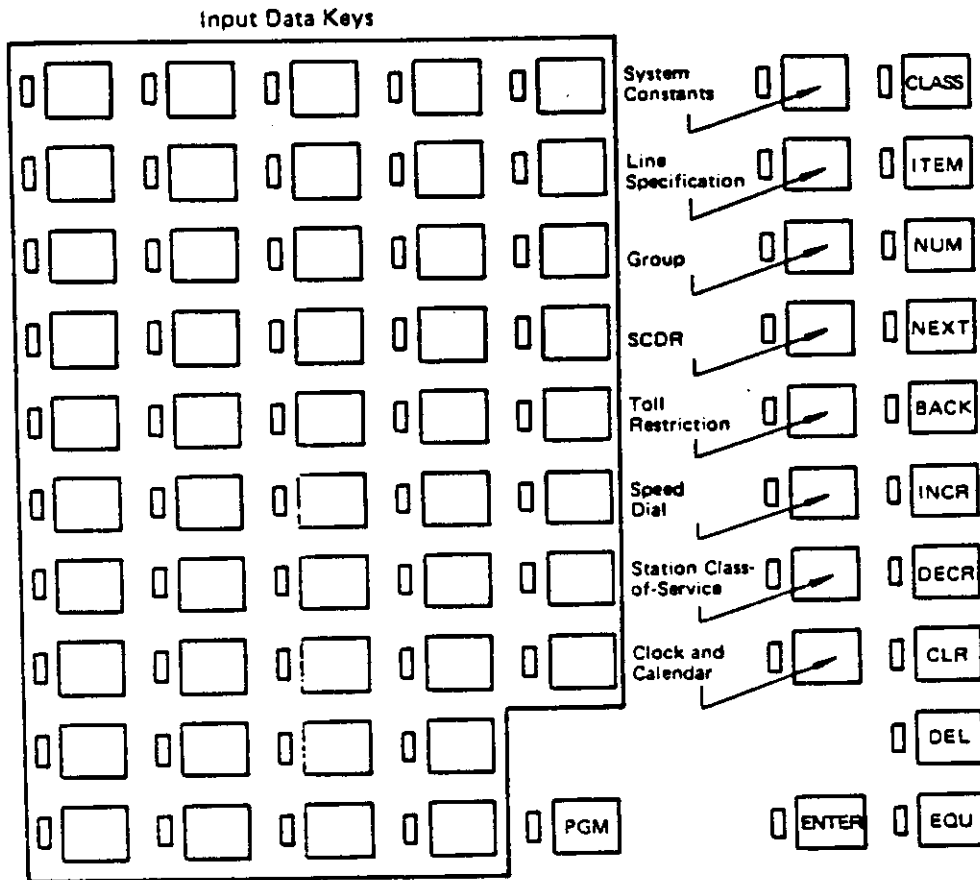 Input Data Keys
System
Constants
CLASS
Line
Specification
ITEM
Group
NUM
SCDR
NEXT
Toll
Restriction
BACK
Speed
Dial
INCR
Station Class-
of-Service
DECR
Clock and
Calendar
CLR
DEL
PGM
ENTER
EQU